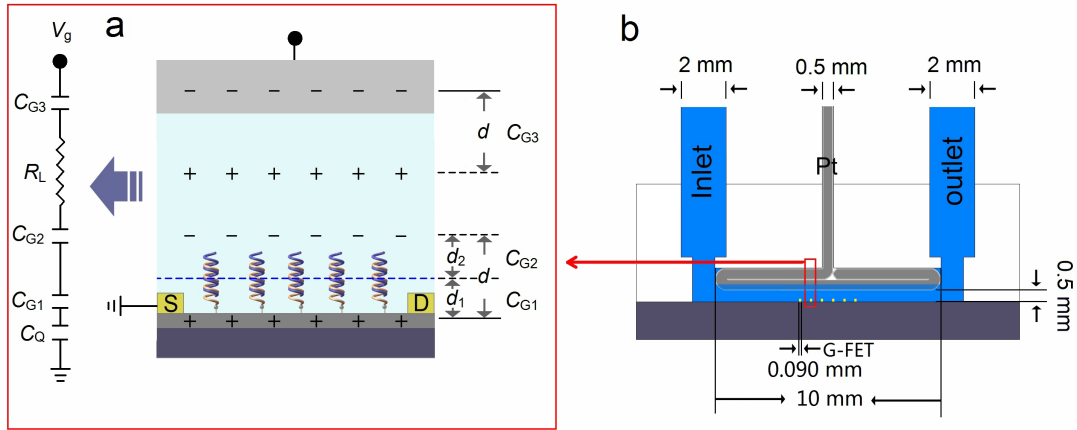 a
V_g
C_G3
R_L
C_G2
C_G1
C_Q
− − − − − −
+ + + + + +
− − − − − −
S
D
+ + + + + +
d
C_G3
d_2
d
C_G2
d_1
C_G1
b
2 mm
0.5 mm
2 mm
Inlet
Pt
outlet
0.5 mm
G-FET
0.090 mm
10 mm